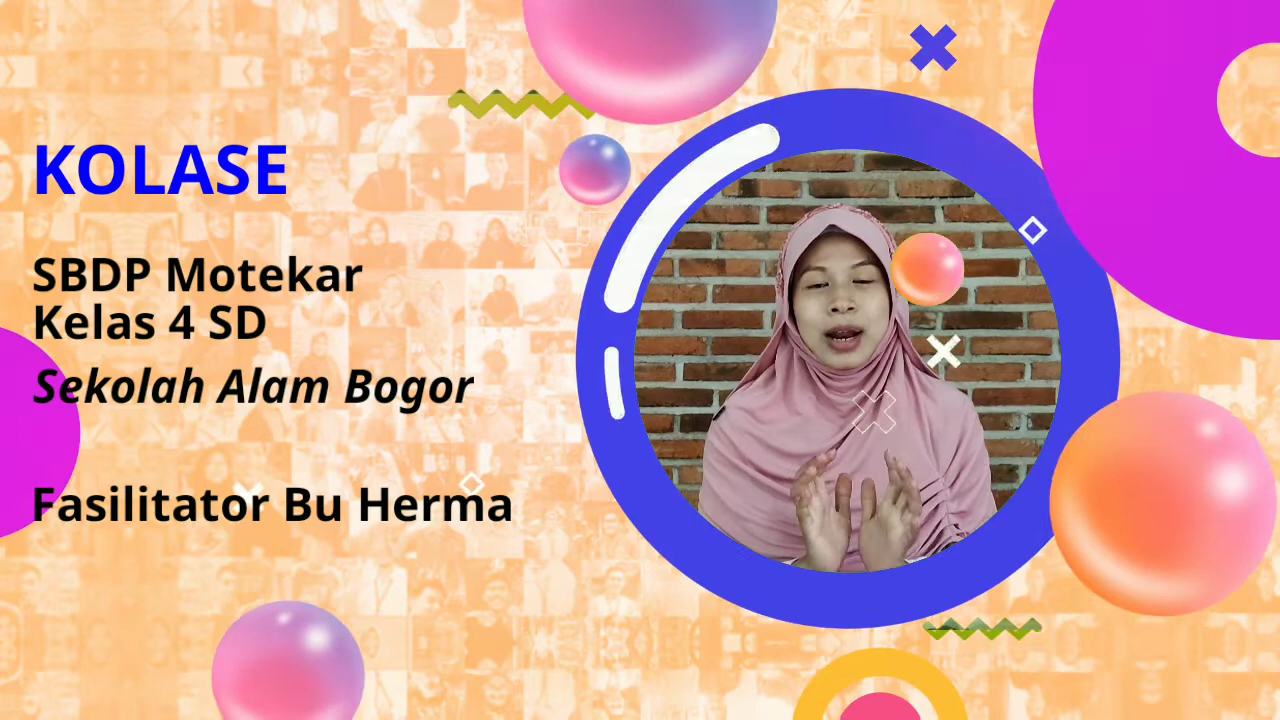 KOLASE
SBDP Motekar
Kelas 4 SD
Sekolah Alam Bogor
Fasilitator Bu Herma